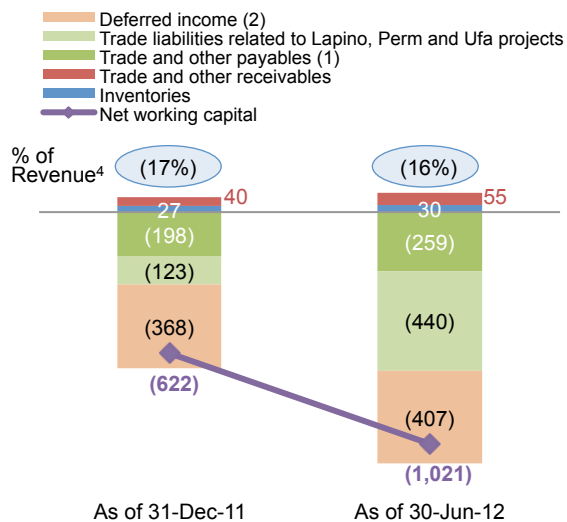 Deferred income (2)
Trade liabilities related to Lapino, Perm and Ufa projects
Trade and other payables (1)
Trade and other receivables
Inventories
Net working capital
% of
Revenue⁴
(17%)
(16%)
40
55
27
30
(198)
(259)
(123)
(440)
(368)
(407)
(622)
(1,021)
As of 31-Dec-11
As of 30-Jun-12